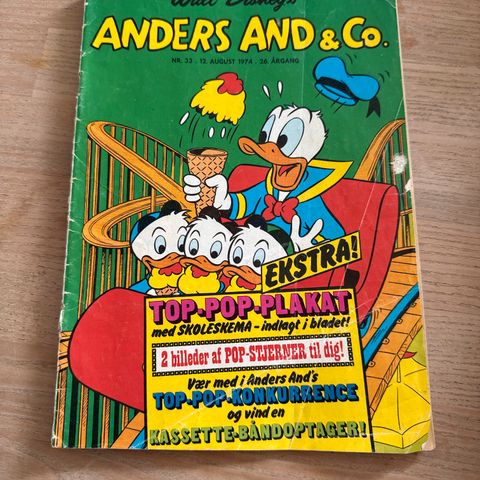 Walt Disney's
ANDERS AND & Co.
NR. 33 . 12. AUGUST 1974 . 26. ÅRGANG
EKSTRA!
TOP-POP-PLAKAT
med SKOLESKEMA - indlagt i bladet!
2 billeder af POP-STJERNER til dig!
Vær med i Anders And's
TOP-POP-KONKURRENCE
og vind en
KASSETTE-BÅNDOPTAGER!